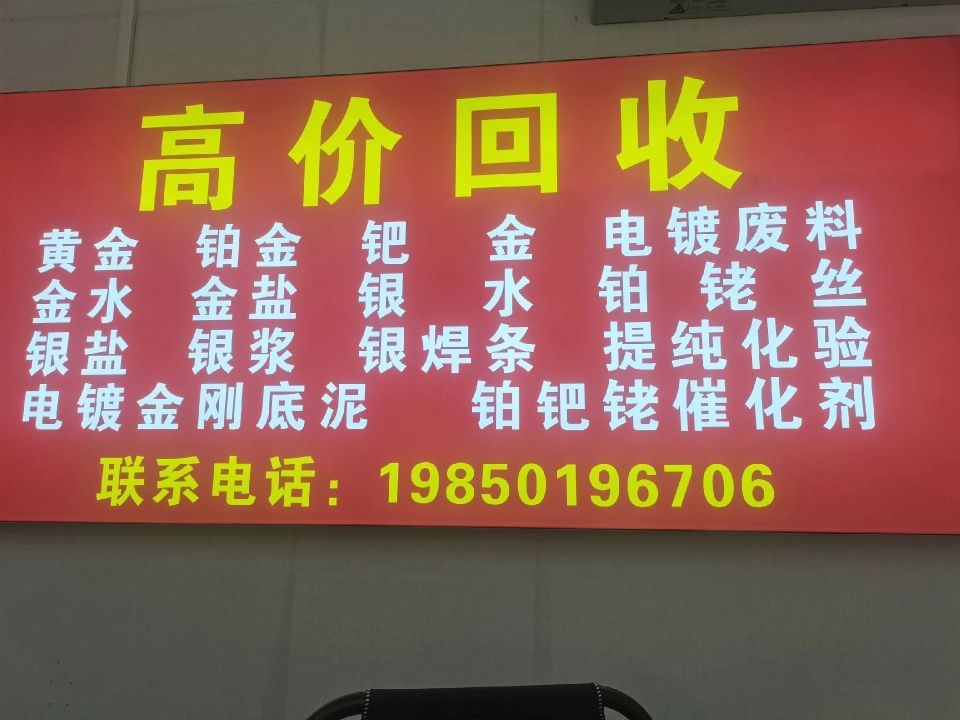 高价回收
黄金 铂金 钯金 电镀废料
金水 金盐 银水 铂铑丝
银盐 银浆 银焊条 提纯化验
电镀金刚底泥 铂钯铑催化剂
联系电话：19850196706